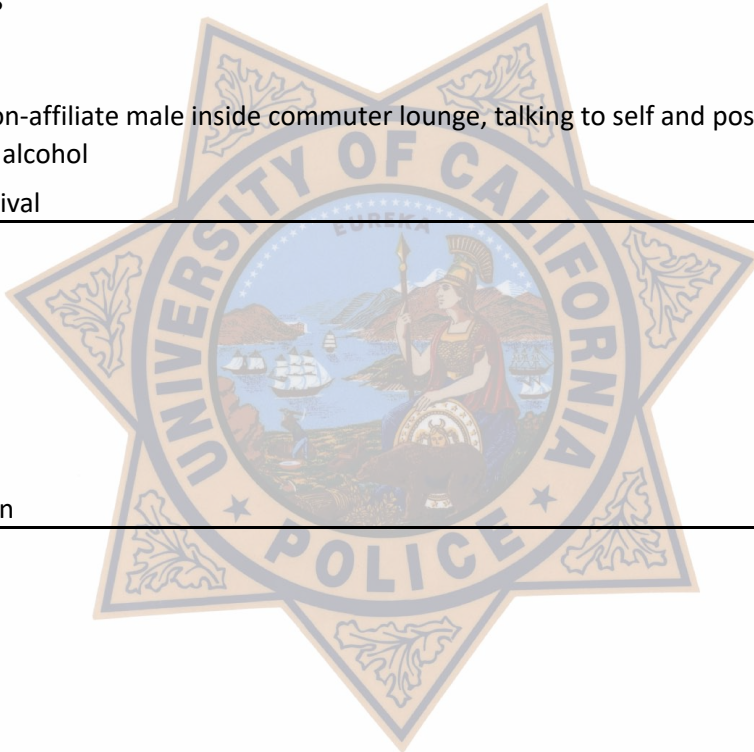 on-affiliate male inside commuter lounge, talking to self and pos
alcohol
ival
n
UNIVERSITY OF CALIFORNIA
EUREKA
POLICE